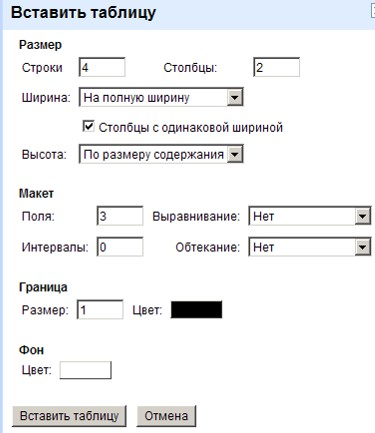 Вставить таблицу
Размер
Строки 4 Столбцы: 2
Ширина: На полную ширину
Столбцы с одинаковой шириной
Высота: По размеру содержания
Макет
Поля: 3 Выравнивание: Нет
Интервалы: 0 Обтекание: Нет
Граница
Размер: 1 Цвет:
Фон
Цвет:
Вставить таблицу Отмена